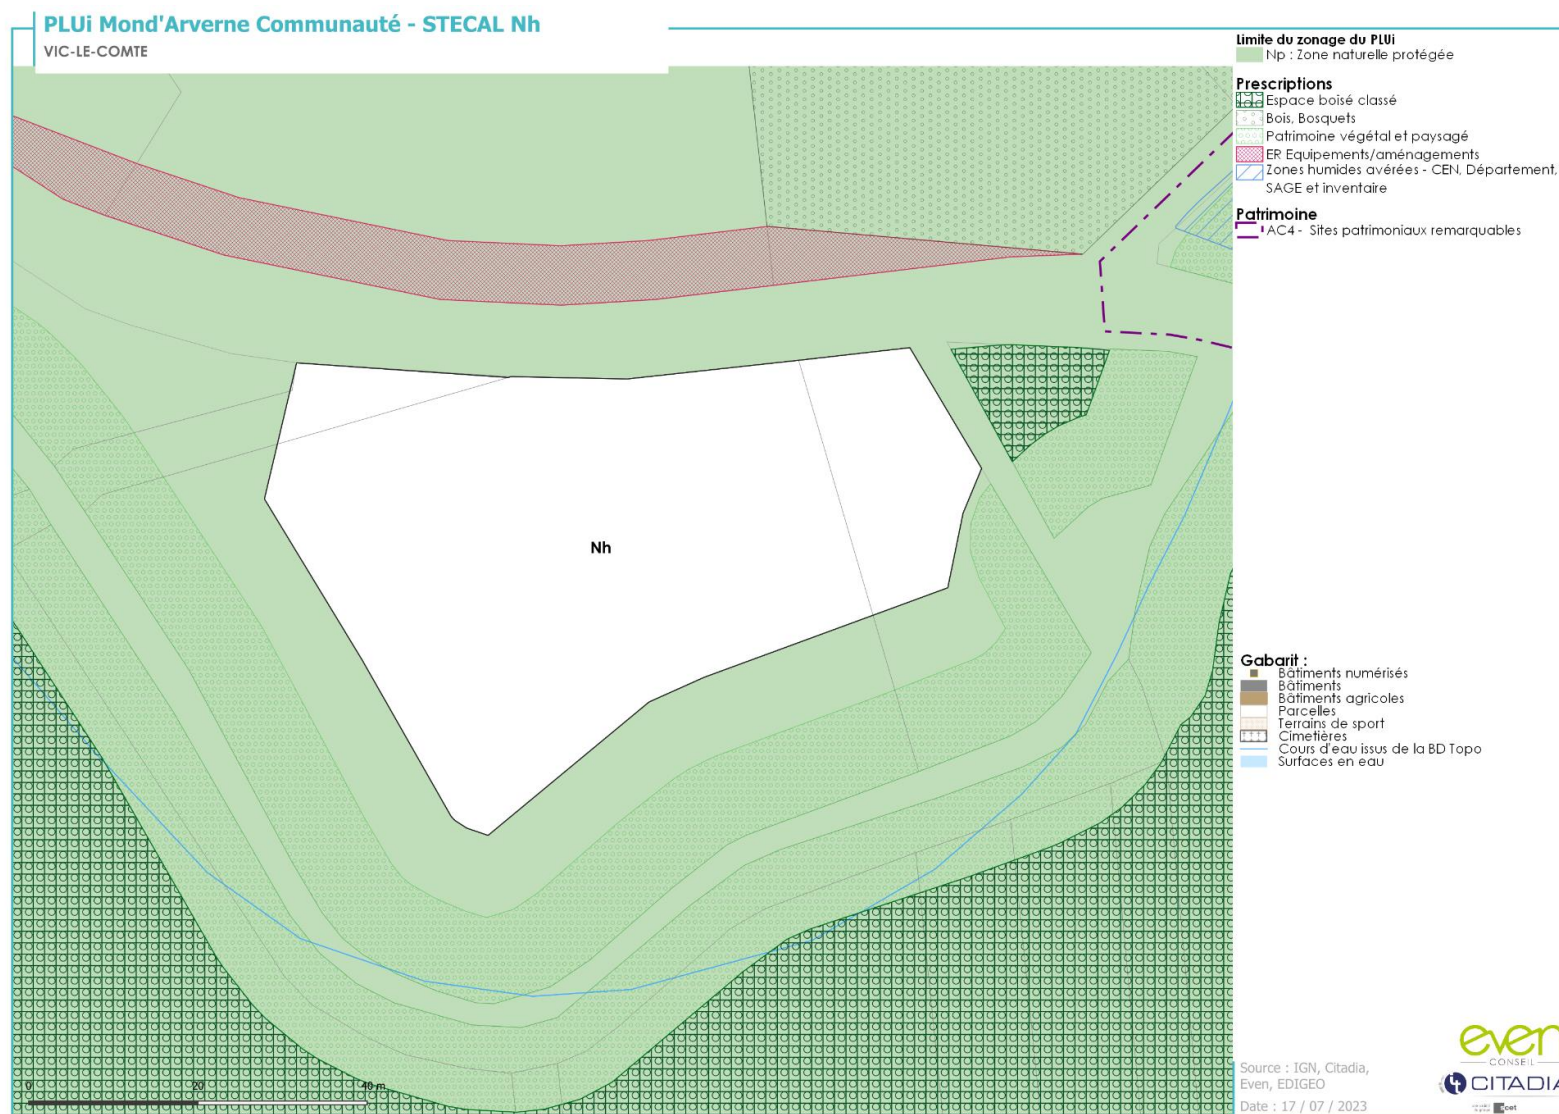 PLUi Mond'Arverne Communauté - STECAL Nh
VIC-LE-COMTE
Limite du zonage du PLUi
Np : Zone naturelle protégée
Prescriptions
Espace boisé classé
Bois, Bosquets
Patrimoine végétal et paysagé
ER Equipements/aménagements
Zones humides avérées - CEN, Département,
SAGE et inventaire
Patrimoine
AC4 - Sites patrimoniaux remarquables
Nh
Gabarit :
Bâtiments numérisés
Bâtiments
Bâtiments agricoles
Parcelles
Terrains de sport
Cimetières
Cours d'eau issus de la BD Topo
Surfaces en eau
0 20 40 m
Source : IGN, Citadia,
Even, EDIGEO
Date : 17 / 07 / 2023
even
CONSEIL
CITADIA